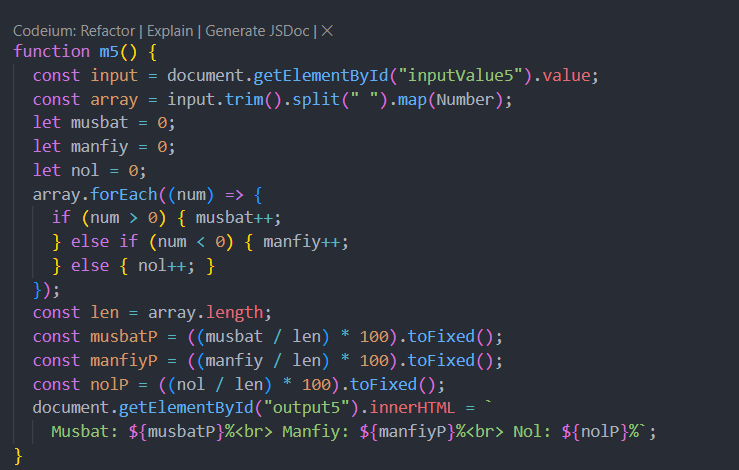 Codeium: Refactor | Explain | Generate JSDoc | X
function m5() {
  const input = document.getElementById("inputValue5").value;
  const array = input.trim().split(" ").map(Number);
  let musbat = 0;
  let manfiy = 0;
  let nol = 0;
  array.forEach((num) => {
    if (num > 0) { musbat++;
    } else if (num < 0) { manfiy++;
    } else { nol++; }
  });
  const len = array.length;
  const musbatP = ((musbat / len) * 100).toFixed();
  const manfiyP = ((manfiy / len) * 100).toFixed();
  const nolP = ((nol / len) * 100).toFixed();
  document.getElementById("output5").innerHTML = `
    Musbat: ${musbatP}%<br> Manfiy: ${manfiyP}%<br> Nol: ${nolP}%`;
}